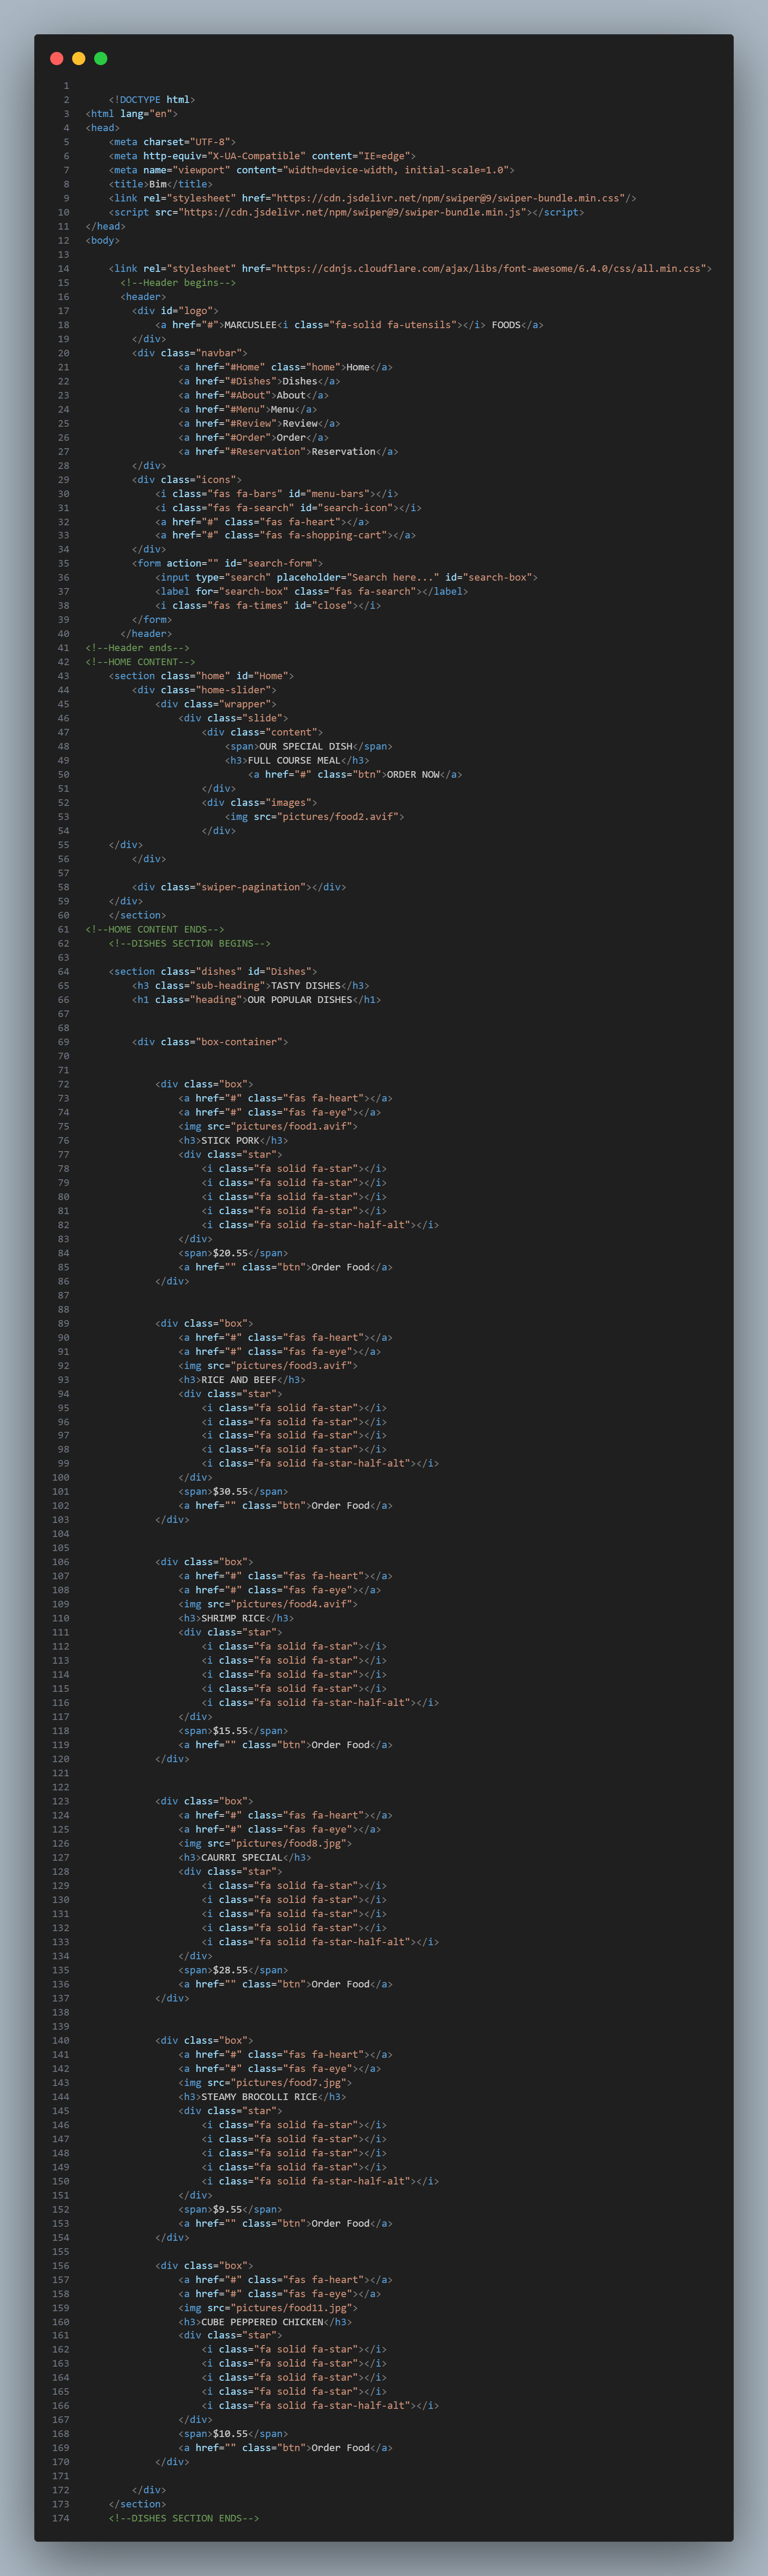 1
2     <!DOCTYPE html>
3 <html lang="en">
4 <head>
5     <meta charset="UTF-8">
6     <meta http-equiv="X-UA-Compatible" content="IE=edge">
7     <meta name="viewport" content="width=device-width, initial-scale=1.0">
8     <title>Bim</title>
9     <link rel="stylesheet" href="https://cdn.jsdelivr.net/npm/swiper@9/swiper-bundle.min.css"/>
10     <script src="https://cdn.jsdelivr.net/npm/swiper@9/swiper-bundle.min.js"></script>
11 </head>
12 <body>
13
14     <link rel="stylesheet" href="https://cdnjs.cloudflare.com/ajax/libs/font-awesome/6.4.0/css/all.min.css">
15       <!--Header begins-->
16       <header>
17         <div id="logo">
18             <a href="#">MARCUSLEE<i class="fa-solid fa-utensils"></i> FOODS</a>
19         </div>
20         <div class="navbar">
21                 <a href="#Home" class="home">Home</a>
22                 <a href="#Dishes">Dishes</a>
23                 <a href="#About">About</a>
24                 <a href="#Menu">Menu</a>
25                 <a href="#Review">Review</a>
26                 <a href="#Order">Order</a>
27                 <a href="#Reservation">Reservation</a>
28         </div>
29         <div class="icons">
30             <i class="fas fa-bars" id="menu-bars"></i>
31             <i class="fas fa-search" id="search-icon"></i>
32             <a href="#" class="fas fa-heart"></a>
33             <a href="#" class="fas fa-shopping-cart"></a>
34         </div>
35         <form action="" id="search-form">
36             <input type="search" placeholder="Search here..." id="search-box">
37             <label for="search-box" class="fas fa-search"></label>
38             <i class="fas fa-times" id="close"></i>
39         </form>
40       </header>
41 <!--Header ends-->
42 <!--HOME CONTENT-->
43     <section class="home" id="Home">
44         <div class="home-slider">
45             <div class="wrapper">
46                 <div class="slide">
47                     <div class="content">
48                         <span>OUR SPECIAL DISH</span>
49                         <h3>FULL COURSE MEAL</h3>
50                             <a href="#" class="btn">ORDER NOW</a>
51                     </div>
52                     <div class="images">
53                         <img src="pictures/food2.avif">
54                     </div>
55     </div>
56         </div>
57
58         <div class="swiper-pagination"></div>
59     </div>
60     </section>
61 <!--HOME CONTENT ENDS-->
62     <!--DISHES SECTION BEGINS-->
63
64     <section class="dishes" id="Dishes">
65         <h3 class="sub-heading">TASTY DISHES</h3>
66         <h1 class="heading">OUR POPULAR DISHES</h1>
67
68
69         <div class="box-container">
70
71
72             <div class="box">
73                 <a href="#" class="fas fa-heart"></a>
74                 <a href="#" class="fas fa-eye"></a>
75                 <img src="pictures/food1.avif">
76                 <h3>STICK PORK</h3>
77                 <div class="star">
78                     <i class="fa solid fa-star"></i>
79                     <i class="fa solid fa-star"></i>
80                     <i class="fa solid fa-star"></i>
81                     <i class="fa solid fa-star"></i>
82                     <i class="fa solid fa-star-half-alt"></i>
83                 </div>
84                 <span>$20.55</span>
85                 <a href="" class="btn">Order Food</a>
86             </div>
87
88
89             <div class="box">
90                 <a href="#" class="fas fa-heart"></a>
91                 <a href="#" class="fas fa-eye"></a>
92                 <img src="pictures/food3.avif">
93                 <h3>RICE AND BEEF</h3>
94                 <div class="star">
95                     <i class="fa solid fa-star"></i>
96                     <i class="fa solid fa-star"></i>
97                     <i class="fa solid fa-star"></i>
98                     <i class="fa solid fa-star"></i>
99                     <i class="fa solid fa-star-half-alt"></i>
100                 </div>
101                 <span>$30.55</span>
102                 <a href="" class="btn">Order Food</a>
103             </div>
104
105
106             <div class="box">
107                 <a href="#" class="fas fa-heart"></a>
108                 <a href="#" class="fas fa-eye"></a>
109                 <img src="pictures/food4.avif">
110                 <h3>SHRIMP RICE</h3>
111                 <div class="star">
112                     <i class="fa solid fa-star"></i>
113                     <i class="fa solid fa-star"></i>
114                     <i class="fa solid fa-star"></i>
115                     <i class="fa solid fa-star"></i>
116                     <i class="fa solid fa-star-half-alt"></i>
117                 </div>
118                 <span>$15.55</span>
119                 <a href="" class="btn">Order Food</a>
120             </div>
121
122
123             <div class="box">
124                 <a href="#" class="fas fa-heart"></a>
125                 <a href="#" class="fas fa-eye"></a>
126                 <img src="pictures/food8.jpg">
127                 <h3>CAURRI SPECIAL</h3>
128                 <div class="star">
129                     <i class="fa solid fa-star"></i>
130                     <i class="fa solid fa-star"></i>
131                     <i class="fa solid fa-star"></i>
132                     <i class="fa solid fa-star"></i>
133                     <i class="fa solid fa-star-half-alt"></i>
134                 </div>
135                 <span>$28.55</span>
136                 <a href="" class="btn">Order Food</a>
137             </div>
138
139
140             <div class="box">
141                 <a href="#" class="fas fa-heart"></a>
142                 <a href="#" class="fas fa-eye"></a>
143                 <img src="pictures/food7.jpg">
144                 <h3>STEAMY BROCOLLI RICE</h3>
145                 <div class="star">
146                     <i class="fa solid fa-star"></i>
147                     <i class="fa solid fa-star"></i>
148                     <i class="fa solid fa-star"></i>
149                     <i class="fa solid fa-star"></i>
150                     <i class="fa solid fa-star-half-alt"></i>
151                 </div>
152                 <span>$9.55</span>
153                 <a href="" class="btn">Order Food</a>
154             </div>
155
156             <div class="box">
157                 <a href="#" class="fas fa-heart"></a>
158                 <a href="#" class="fas fa-eye"></a>
159                 <img src="pictures/food11.jpg">
160                 <h3>CUBE PEPPERED CHICKEN</h3>
161                 <div class="star">
162                     <i class="fa solid fa-star"></i>
163                     <i class="fa solid fa-star"></i>
164                     <i class="fa solid fa-star"></i>
165                     <i class="fa solid fa-star"></i>
166                     <i class="fa solid fa-star-half-alt"></i>
167                 </div>
168                 <span>$10.55</span>
169                 <a href="" class="btn">Order Food</a>
170             </div>
171
172         </div>
173     </section>
174     <!--DISHES SECTION ENDS-->